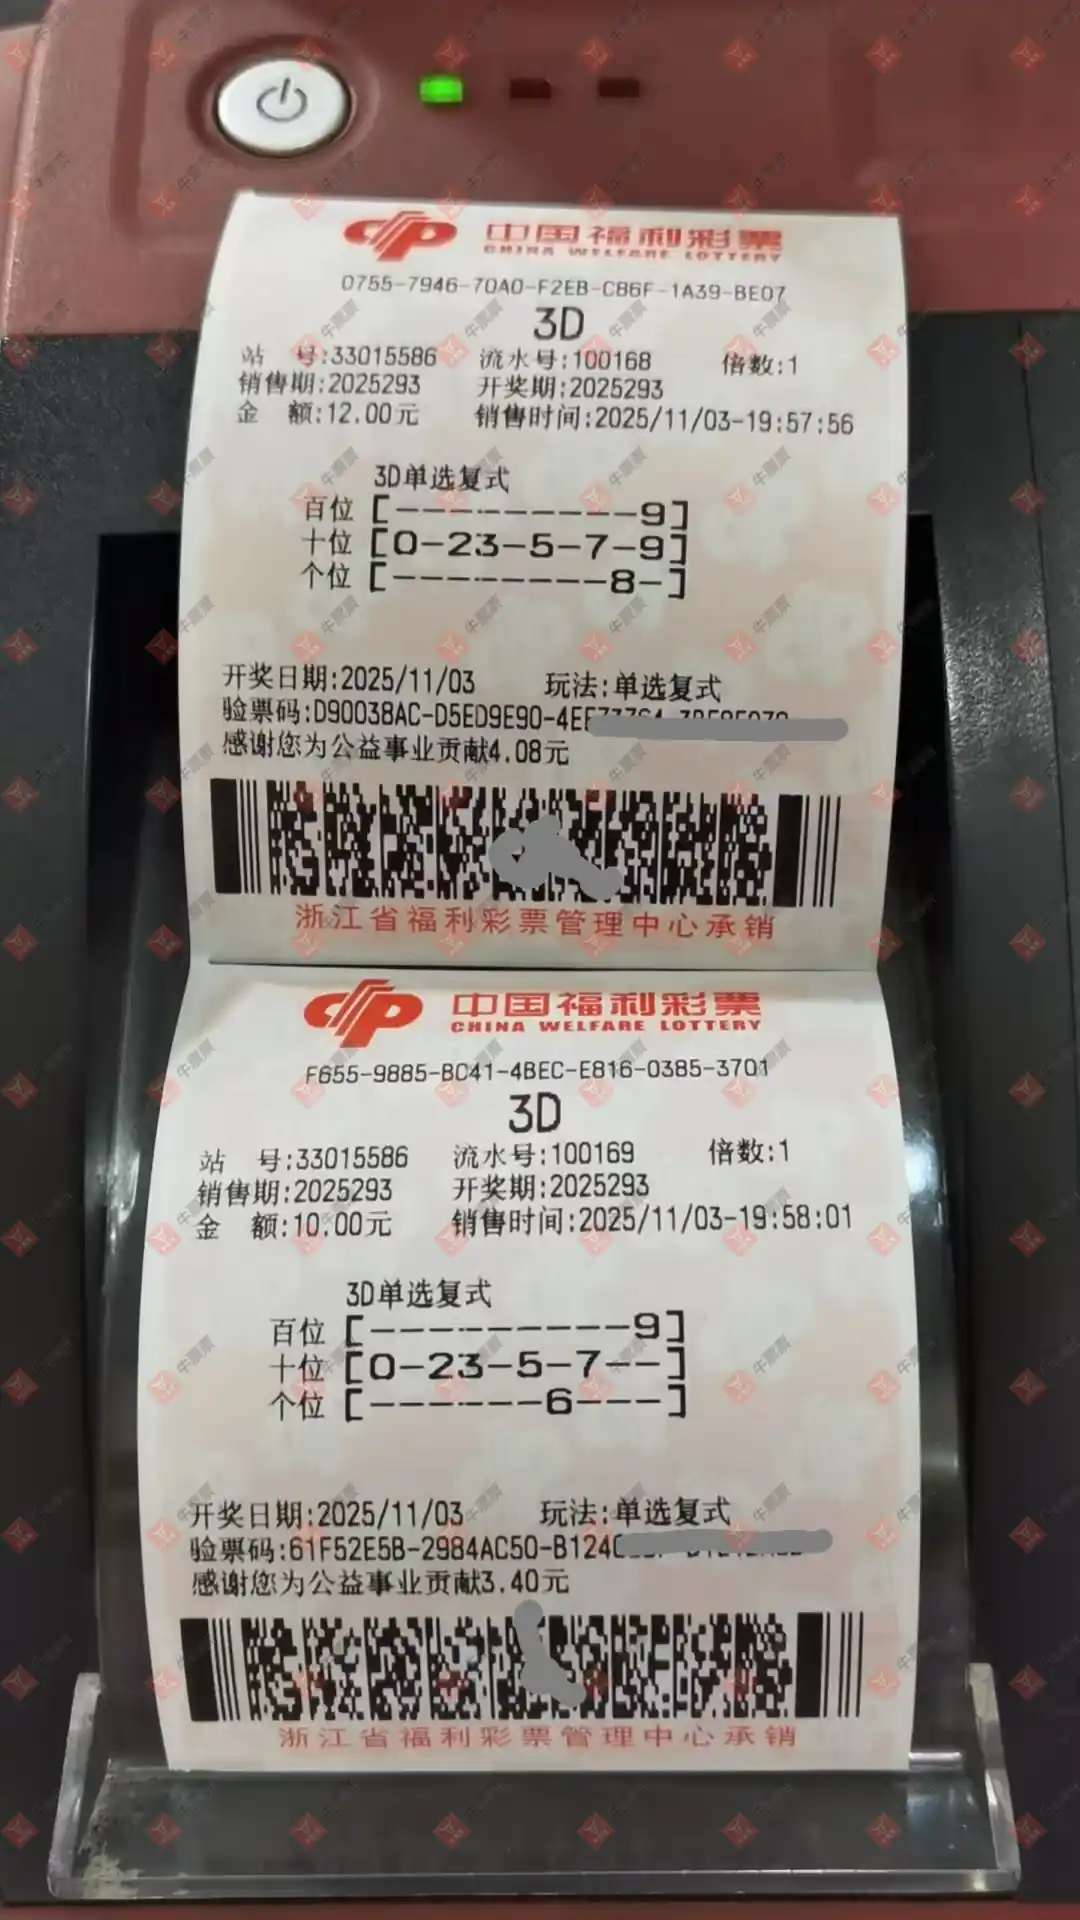 中国福利彩票
CHINA WELFARE LOTTERY
0755-7946-70A0-F2EB-CB6F-1A39-BE07
3D
站 号:33015586 流水号:100168 倍数:1
销售期:2025293 开奖期:2025293
金 额:12.00元 销售时间:2025/11/03-19:57:56
3D单选复式
百位 [---------9]
十位 [0-23-5-7-9]
个位 [--------8-]
开奖日期:2025/11/03 玩法:单选复式
验票码:D90038AC-D5ED9E90-4EE
感谢您为公益事业贡献4.08元
浙江省福利彩票管理中心承销
中国福利彩票
CHINA WELFARE LOTTERY
F655-9885-BC41-4BEC-E816-0385-3701
3D
站 号:33015586 流水号:100169 倍数:1
销售期:2025293 开奖期:2025293
金 额:10.00元 销售时间:2025/11/03-19:58:01
3D单选复式
百位 [---------9]
十位 [0-23-5-7--]
个位 [------6---]
开奖日期:2025/11/03 玩法:单选复式
验票码:61F52E5B-2984AC50-B124
感谢您为公益事业贡献3.40元
浙江省福利彩票管理中心承销